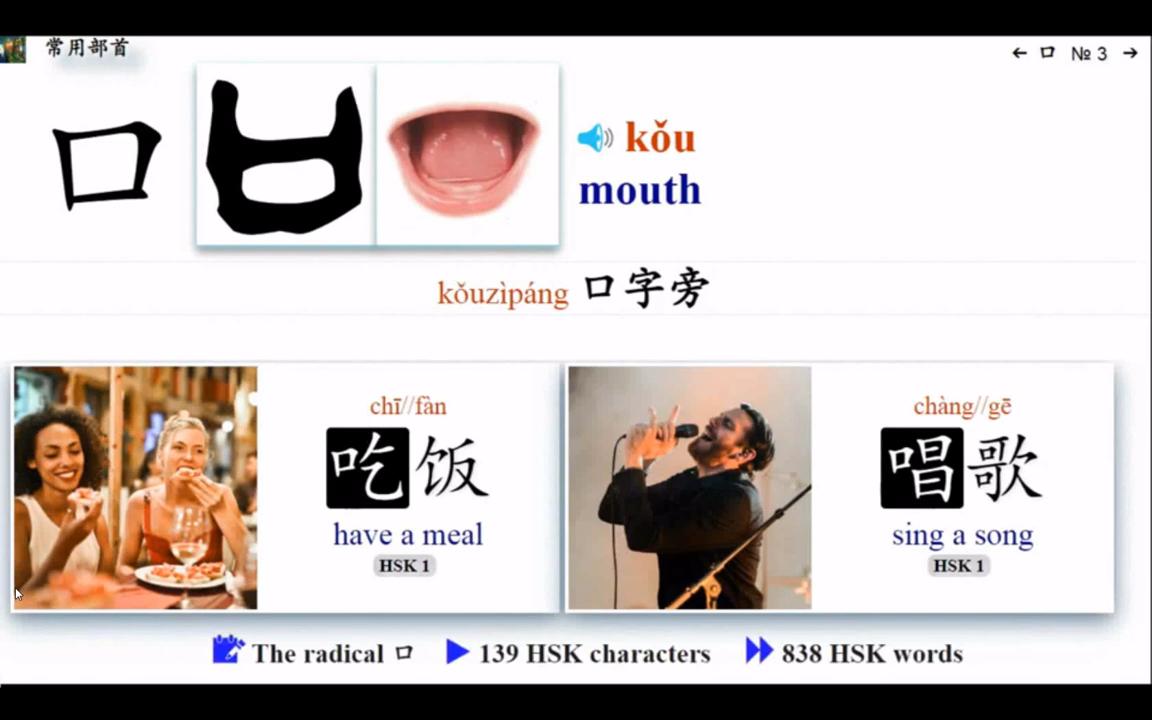 常用部首
← 口 № 3 →
口
kǒu
mouth
kǒuzìpáng 口字旁
chī//fàn
吃饭
have a meal
HSK 1
chàng//gē
唱歌
sing a song
HSK 1
The radical 口 139 HSK characters 838 HSK words